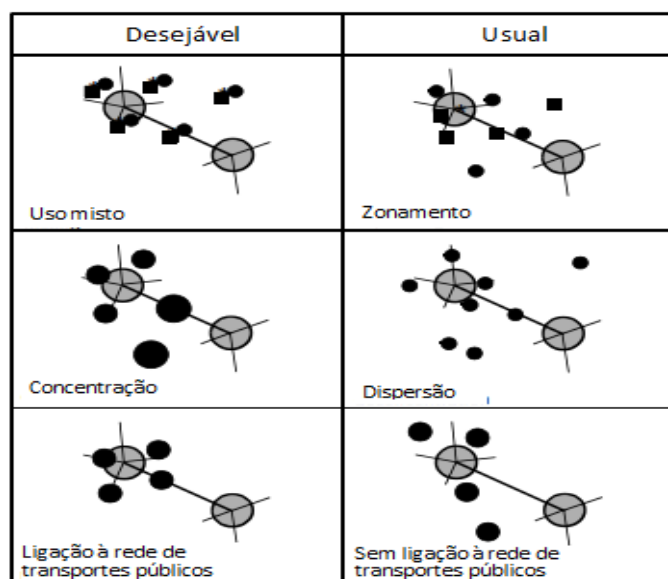 Desejável
Usual
Uso misto
Zonamento
Concentração
Dispersão
Ligação à rede de
transportes públicos
Sem ligação à rede de
transportes públicos